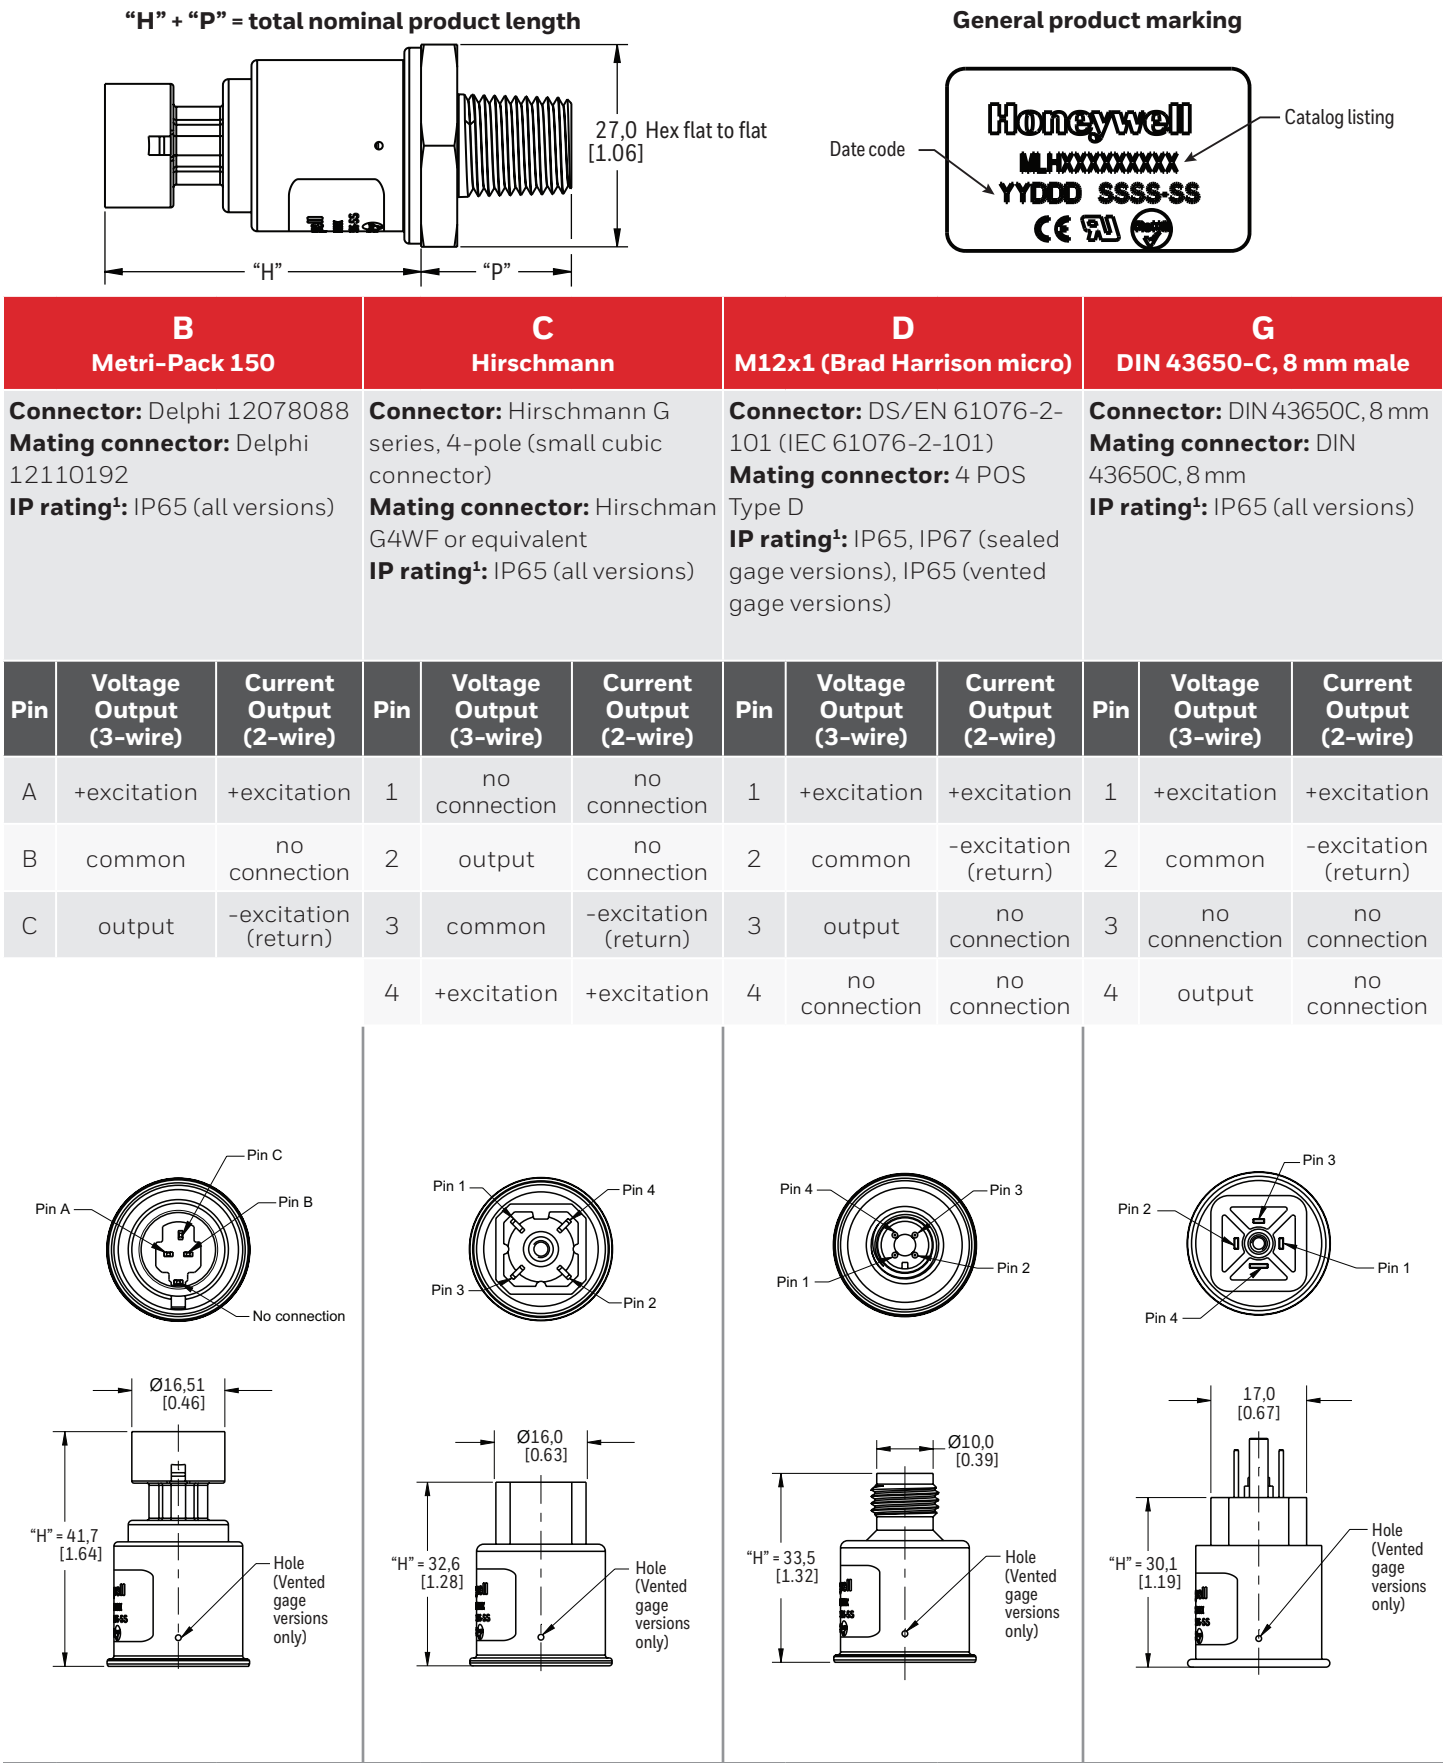 “H” + “P” = total nominal product length
General product marking
27,0 Hex flat to flat
[1.06]
“H”
“P”
Honeywell
MLHXXXXXXXXX
YYDDD SSSS-SS
Catalog listing
Date code
B
Metri-Pack 150
C
Hirschmann
D
M12x1 (Brad Harrison micro)
G
DIN 43650-C, 8 mm male
Connector: Delphi 12078088
Mating connector: Delphi
12110192
IP rating¹: IP65 (all versions)
Connector: Hirschmann G
series, 4-pole (small cubic
connector)
Mating connector: Hirschman
G4WF or equivalent
IP rating¹: IP65 (all versions)
Connector: DS/EN 61076-2-
101 (IEC 61076-2-101)
Mating connector: 4 POS
Type D
IP rating¹: IP65, IP67 (sealed
gage versions), IP65 (vented
gage versions)
Connector: DIN 43650C, 8 mm
Mating connector: DIN
43650C, 8 mm
IP rating¹: IP65 (all versions)
Pin Voltage Output (3-wire) Current Output (2-wire) Pin Voltage Output (3-wire) Current Output (2-wire) Pin Voltage Output (3-wire) Current Output (2-wire) Pin Voltage Output (3-wire) Current Output (2-wire)
A +excitation +excitation 1 no connection no connection 1 +excitation +excitation 1 +excitation +excitation
B common no connection 2 output no connection 2 common -excitation (return) 2 common -excitation (return)
C output -excitation (return) 3 common -excitation (return) 3 output no connection 3 no connenction no connection
4 +excitation +excitation 4 no connection no connection 4 output no connection
Pin C
Pin A
Pin B
No connection
Pin 1
Pin 4
Pin 3
Pin 2
Pin 4
Pin 3
Pin 1
Pin 2
Pin 3
Pin 2
Pin 1
Pin 4
Ø16,51
[0.46]
“H” = 41,7
[1.64]
Hole
(Vented
gage
versions
only)
Ø16,0
[0.63]
“H” = 32,6
[1.28]
Hole
(Vented
gage
versions
only)
Ø10,0
[0.39]
“H” = 33,5
[1.32]
Hole
(Vented
gage
versions
only)
17,0
[0.67]
“H” = 30,1
[1.19]
Hole
(Vented
gage
versions
only)